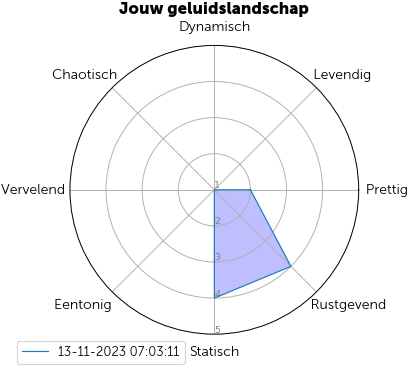 Jouw geluidslandschap
Dynamisch
Chaotisch
Levendig
1
Vervelend
Prettig
2
3
4
Eentonig
Rustgevend
5
13-11-2023 07:03:11
Statisch